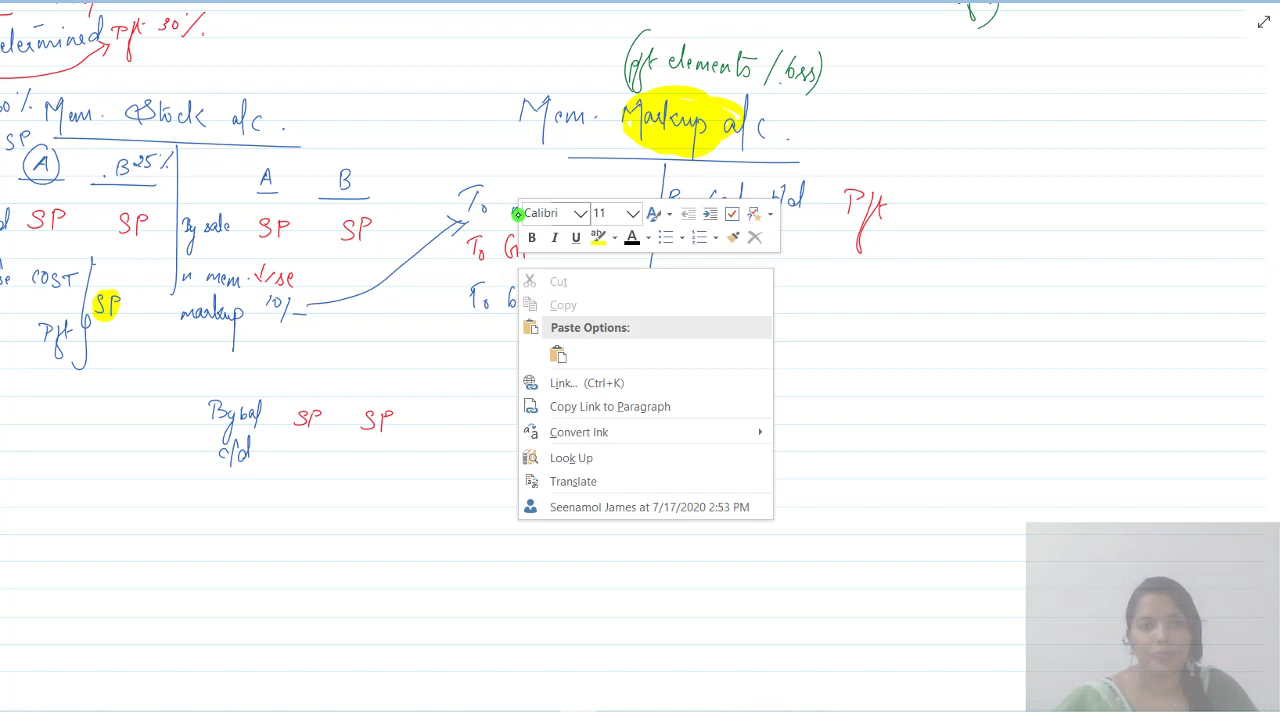 etermined Pft 30%
(pft elements / loss)
0% Mem. Stock a/c.
Mem. Markup a/c.
SP
A B 25% A B
To
d SP SP By sale SP SP
Pft
Calibri 11
To
B I U ab A
se COST SP mem.
Pft markup 10/-
To
Cut
Copy
Paste Options:
Link... (Ctrl+K)
Copy Link to Paragraph
Convert Ink
Look Up
Translate
Seenamol James at 7/17/2020 2:53 PM
By bal SP SP
c/d